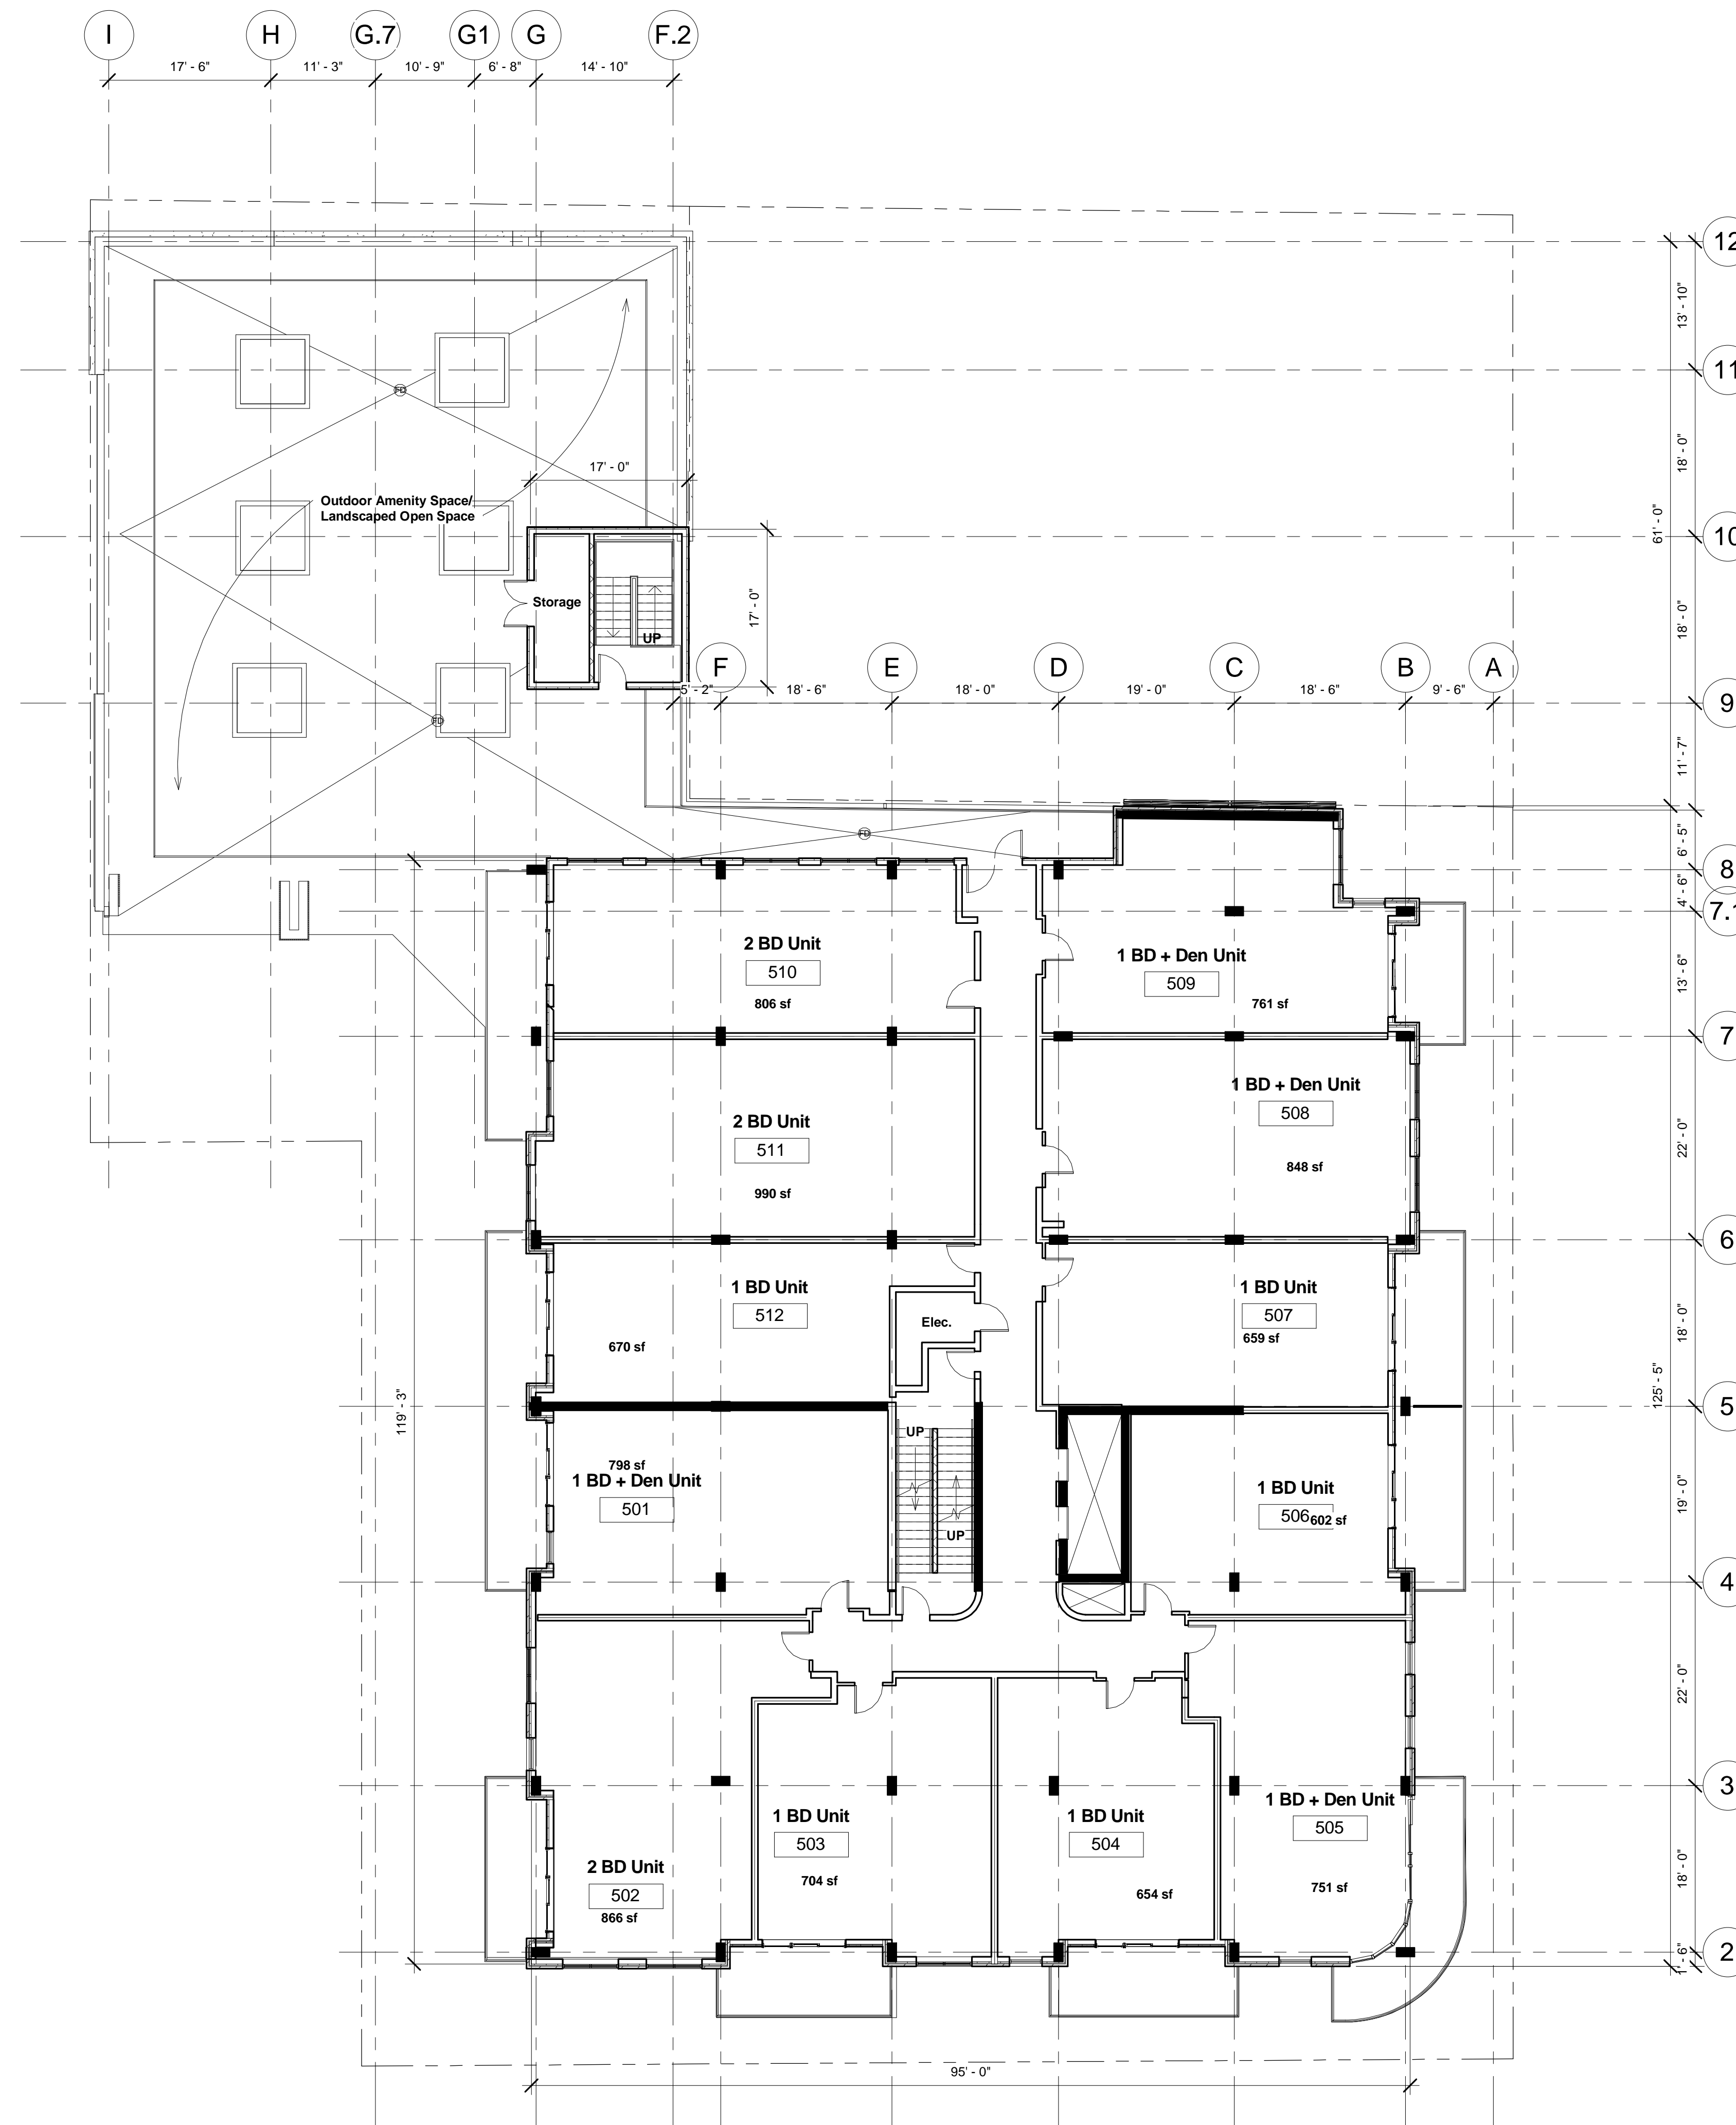 I
H
G.7
G1
G
F.2
17' - 6"
11' - 3"
10' - 9"
6' - 8"
14' - 10"
12
13' - 10"
11
18' - 0"
FD
17' - 0"
Outdoor Amenity Space/
Landscaped Open Space
61' - 0"
10
Storage
17' - 0"
18' - 0"
UP
F
E
D
C
B
A
5' - 2"
18' - 6"
18' - 0"
19' - 0"
18' - 6"
9' - 6"
9
FD
11' - 7"
FD
6' - 5"
8
4' - 6"
7.1
2 BD Unit
510
806 sf
1 BD + Den Unit
509
761 sf
13' - 6"
7
2 BD Unit
511
990 sf
1 BD + Den Unit
508
848 sf
22' - 0"
6
1 BD Unit
512
670 sf
Elec.
1 BD Unit
507
659 sf
18' - 0"
119' - 3"
125' - 5"
5
798 sf
1 BD + Den Unit
501
UP
UP
1 BD Unit
506
602 sf
19' - 0"
4
22' - 0"
3
1 BD Unit
503
704 sf
1 BD Unit
504
654 sf
1 BD + Den Unit
505
751 sf
2 BD Unit
502
866 sf
18' - 0"
2
1' - 6"
95' - 0"